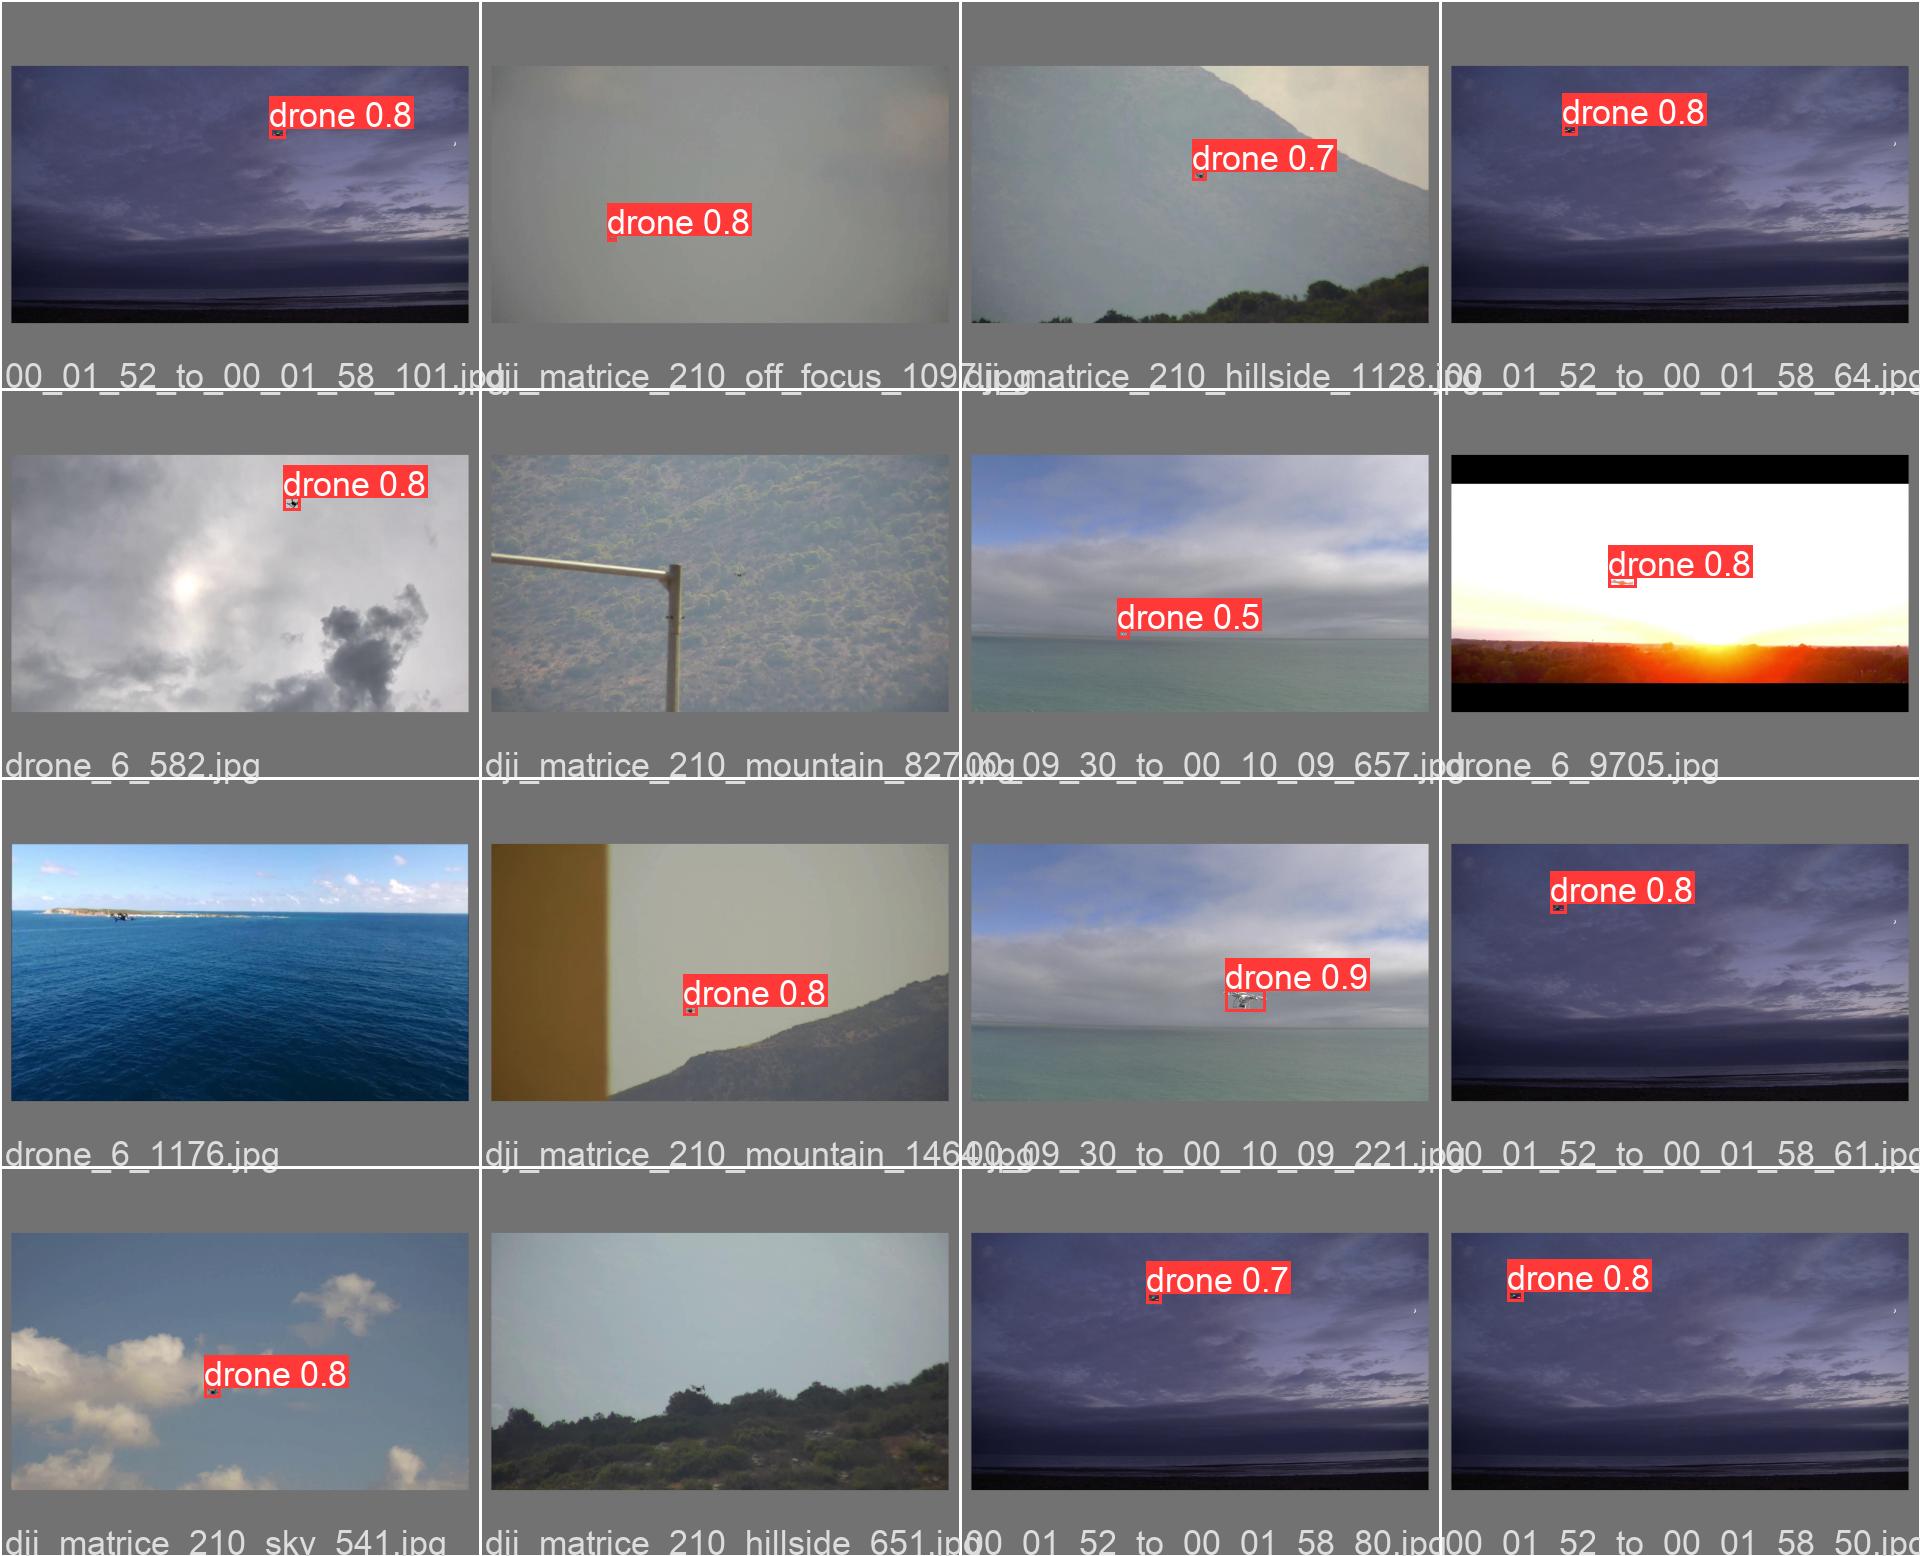 drone 0.8
drone 0.8
drone 0.7
drone 0.8
00_01_52_to_00_01_58_101.jpg
dji_matrice_210_off_focus_1097.jpg
dji_matrice_210_hillside_1128.jpg
00_01_52_to_00_01_58_64.jpg
drone 0.8
drone 0.5
drone 0.8
drone_6_582.jpg
dji_matrice_210_mountain_827.jpg
00_09_30_to_00_10_09_657.jpg
drone_6_9705.jpg
drone 0.8
drone 0.9
drone 0.8
drone_6_1176.jpg
dji_matrice_210_mountain_1464.jpg
00_09_30_to_00_10_09_221.jpg
00_01_52_to_00_01_58_61.jpg
drone 0.8
drone 0.7
drone 0.8
dji_matrice_210_sky_541.jpg
dji_matrice_210_hillside_651.jpg
00_01_52_to_00_01_58_80.jpg
00_01_52_to_00_01_58_50.jpg